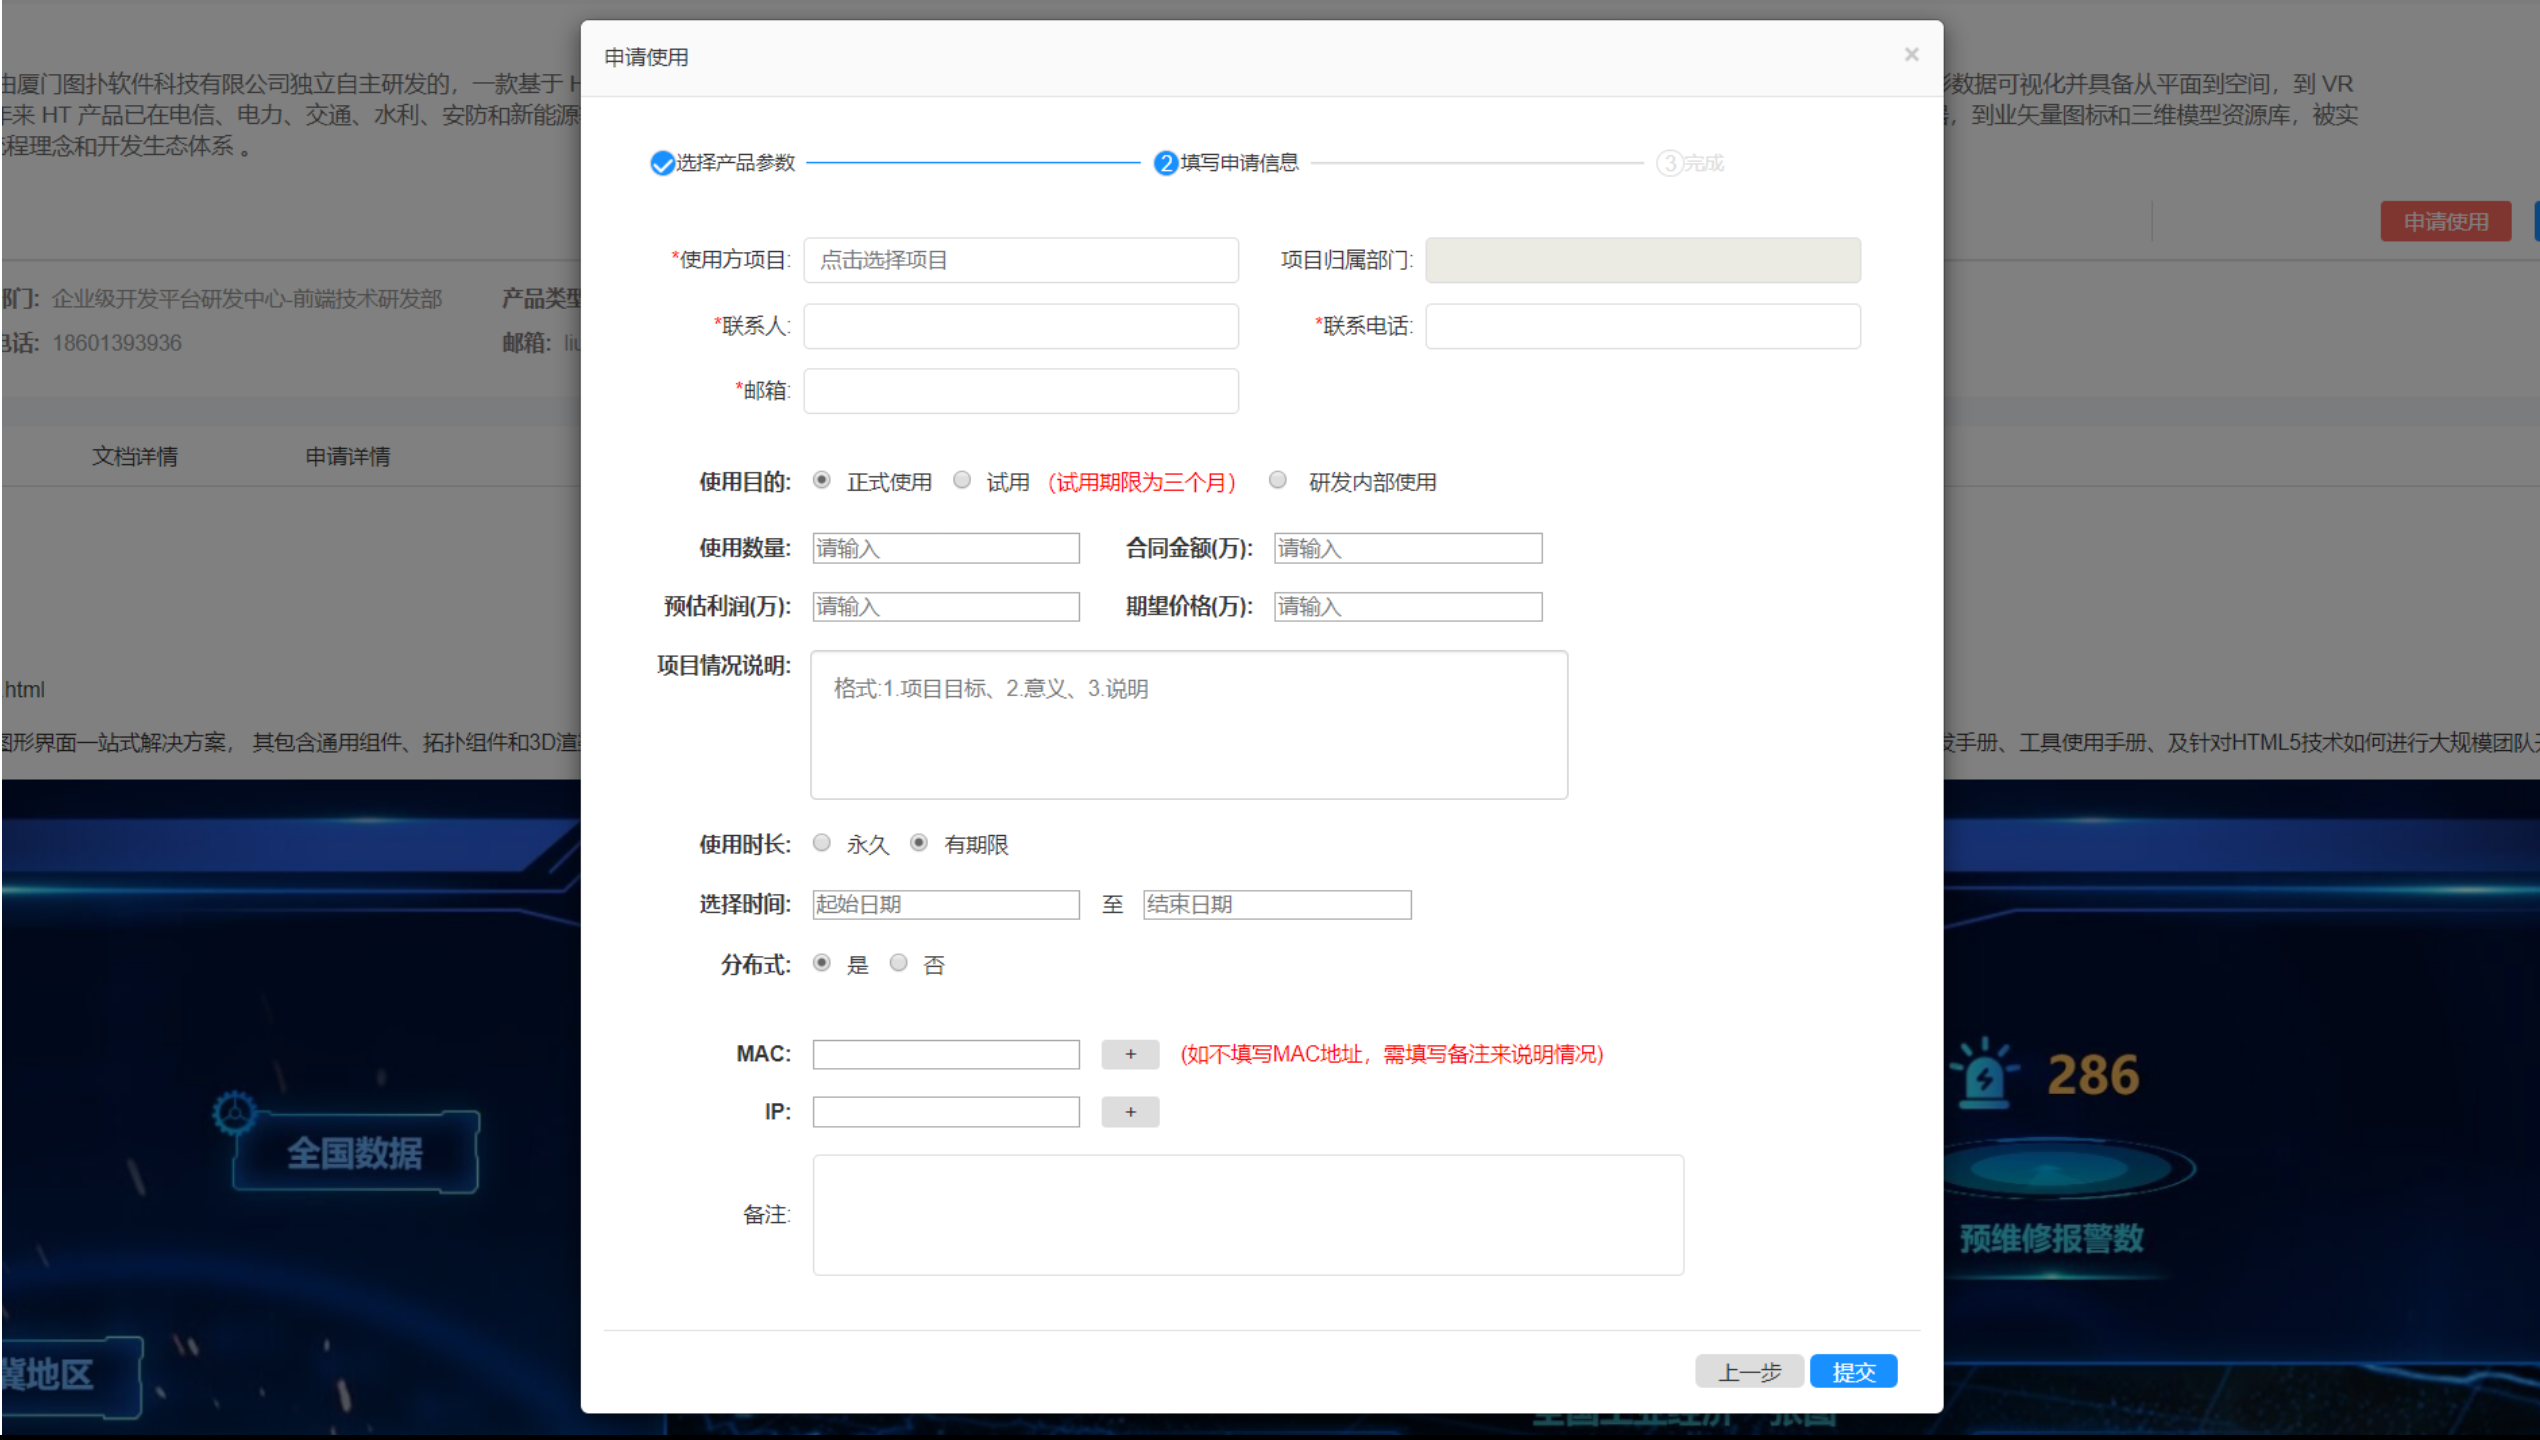 申请使用
×
由厦门图扑软件科技有限公司独立自主研发的，一款基于 H
年来 HT 产品已在电信、电力、交通、水利、安防和新能源
流程理念和开发生态体系 。
数据可视化并具备从平面到空间，到 VR
，到业矢量图标和三维模型资源库，被实
选择产品参数
2 填写申请信息
3 完成
申请使用
*使用方项目: 点击选择项目
项目归属部门:
部门: 企业级开发平台研发中心-前端技术研发部 产品类型
*联系人:
*联系电话:
电话: 18601393936 邮箱: liu
*邮箱:
文档详情 申请详情
使用目的: 正式使用 试用 (试用期限为三个月) 研发内部使用
使用数量: 请输入 合同金额(万): 请输入
预估利润(万): 请输入 期望价格(万): 请输入
项目情况说明: 格式:1.项目目标、2.意义、3.说明
.html
图形界面一站式解决方案， 其包含通用组件、拓扑组件和3D渲
发手册、工具使用手册、及针对HTML5技术如何进行大规模团队
使用时长: 永久 有期限
选择时间: 起始日期 至 结束日期
分布式: 是 否
MAC: + (如不填写MAC地址，需填写备注来说明情况)
IP: +
286
全国数据
备注:
预维修报警数
冀地区
上一步 提交
全国工业经济一张图